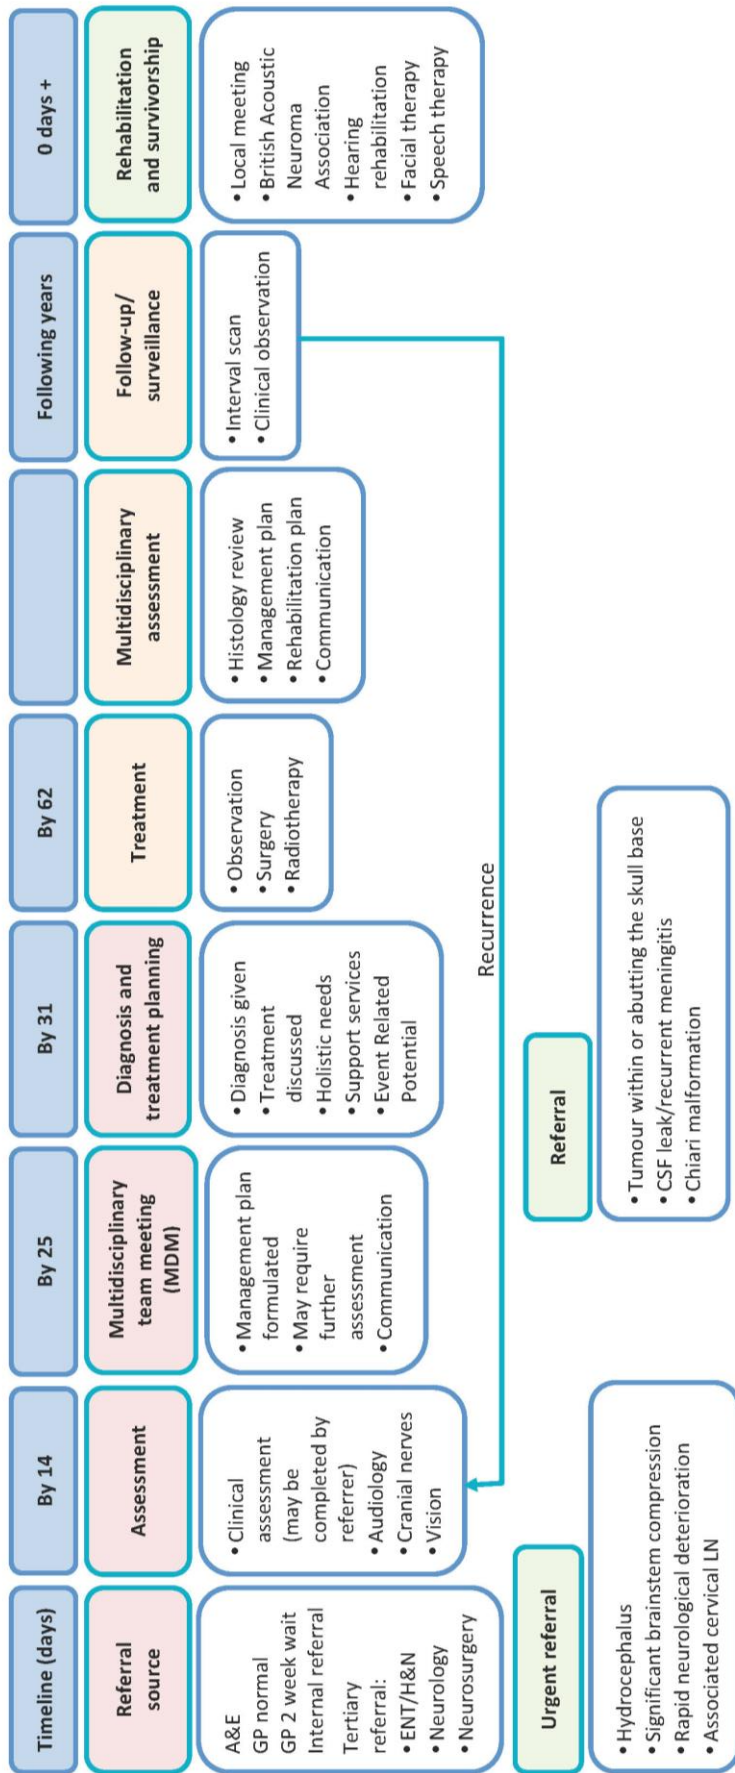 Timeline (days)
By 14
By 25
By 31
By 62
Following years
0 days +
Referral
source
Assessment
Multidisciplinary
team meeting
(MDM)
Diagnosis and
treatment planning
Treatment
Multidisciplinary
assessment
Follow-up/
surveillance
Rehabilitation
and survivorship
A&E
GP normal
GP 2 week wait
Internal referral
Tertiary
referral:
• ENT/H&N
• Neurology
• Neurosurgery
• Clinical
assessment
(may be
completed by
referrer)
• Audiology
• Cranial nerves
• Vision
• Management plan
formulated
• May require
further
assessment
• Communication
• Diagnosis given
• Treatment
discussed
• Holistic needs
• Support services
• Event Related
Potential
• Observation
• Surgery
• Radiotherapy
• Histology review
• Management plan
• Rehabilitation plan
• Communication
• Interval scan
• Clinical observation
• Local meeting
• British Acoustic
Neuroma
Association
• Hearing
rehabilitation
• Facial therapy
• Speech therapy
Recurrence
Urgent referral
• Hydrocephalus
• Significant brainstem compression
• Rapid neurological deterioration
• Associated cervical LN
Referral
• Tumour within or abutting the skull base
• CSF leak/recurrent meningitis
• Chiari malformation